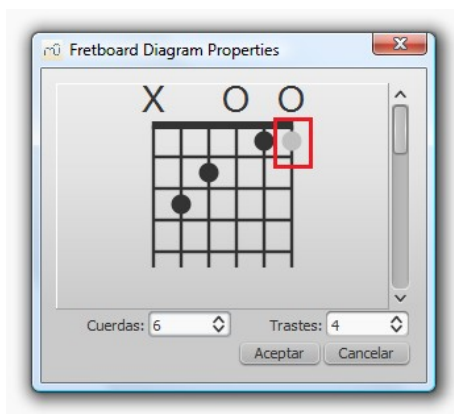 Fretboard Diagram Properties
X O O
Cuerdas: 6 Trastes: 4
Aceptar Cancelar